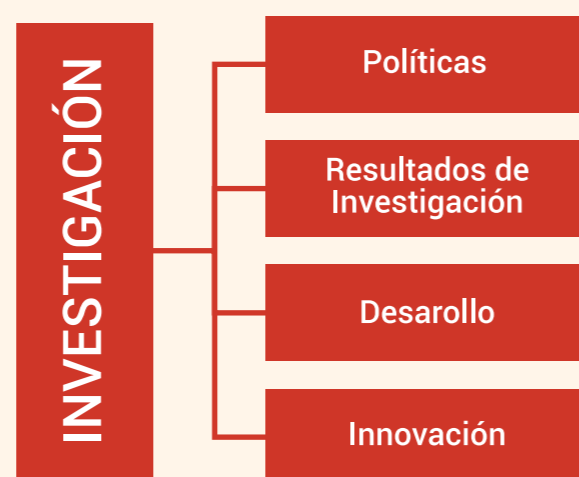 INVESTIGACIÓN
Políticas
Resultados de
Investigación
Desarollo
Innovación